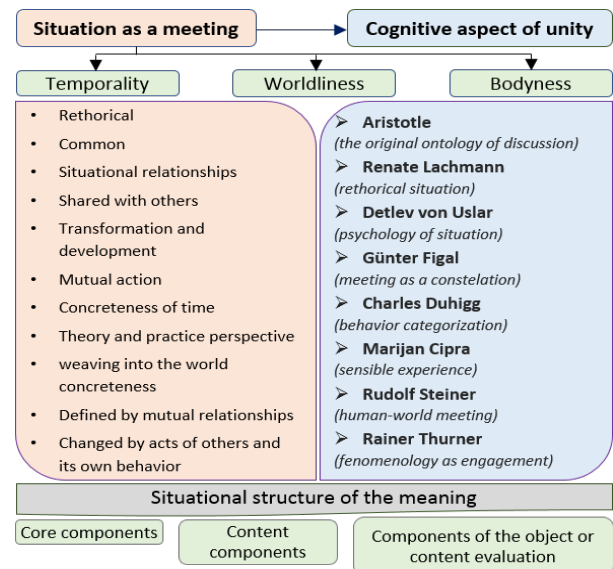 Situation as a meeting
Cognitive aspect of unity
Temporality
Worldliness
Bodyness
• Rethorical
• Common
• Situational relationships
• Shared with others
• Transformation and
development
• Mutual action
• Concreteness of time
• Theory and practice perspective
• weaving into the world
concreteness
• Defined by mutual relationships
• Changed by acts of others and
its own behavior
➢ Aristotle
(the original ontology of discussion)
➢ Renate Lachmann
(rethorical situation)
➢ Detlev von Uslar
(psychology of situation)
➢ Günter Figal
(meeting as a constelation)
➢ Charles Duhigg
(behavior categorization)
➢ Marijan Cipra
(sensible experience)
➢ Rudolf Steiner
(human-world meeting)
➢ Rainer Thurner
(fenomenology as engagement)
Situational structure of the meaning
Core components
Content
components
Components of the object or
content evaluation